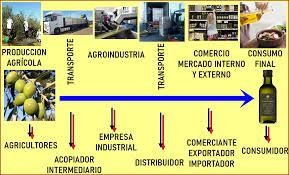 PRODUCCION
AGRÍCOLA
TRANSPORTE
AGROINDUSTRIA
TRANSPORTE
COMERCIO
MERCADO INTERNO
Y EXTERNO
CONSUMO
FINAL
AGRICULTORES
ACOPIADOR
INTERMEDIARIO
EMPRESA
INDUSTRIAL
DISTRIBUIDOR
COMERCIANTE
EXPORTADOR
IMPORTADOR
CONSUMIDOR